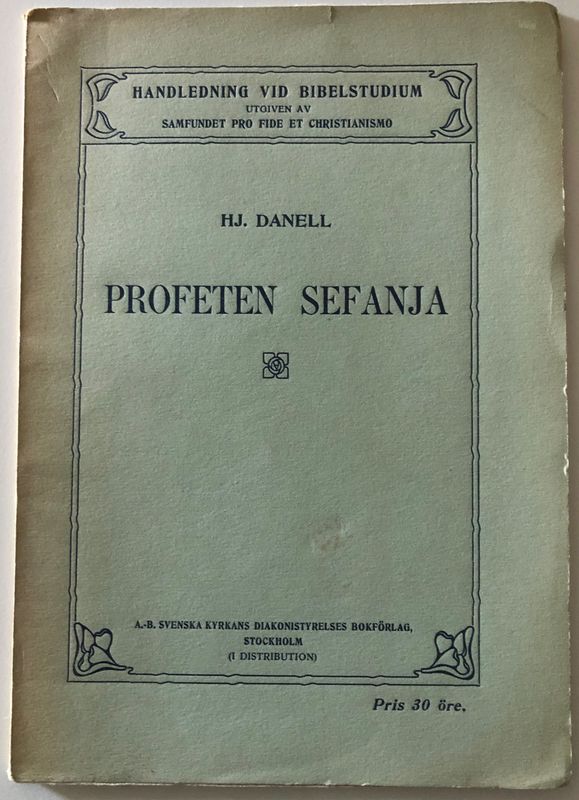 HANDLEDNING VID BIBELSTUDIUM
UTGIVEN AV
SAMFUNDET PRO FIDE ET CHRISTIANISMO
HJ. DANELL
PROFETEN SEFANJA
A.-B. SVENSKA KYRKANS DIAKONISTYRELSES BOKFÖRLAG,
STOCKHOLM
(I DISTRIBUTION)
Pris 30 öre.